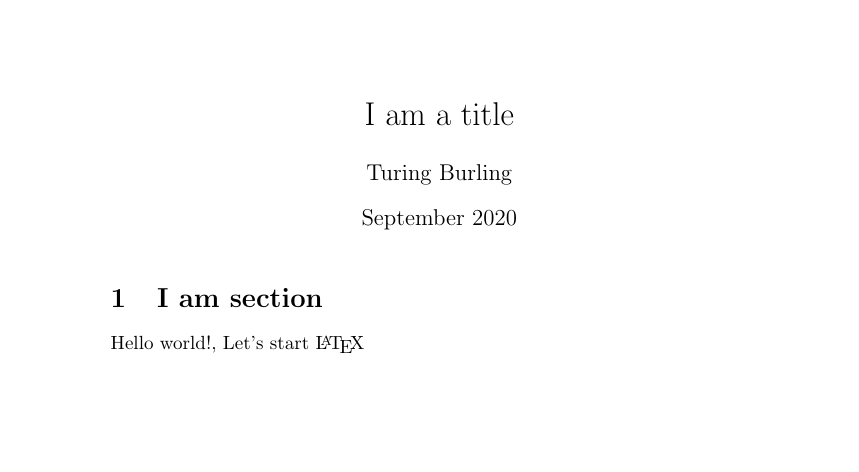 I am a title
Turing Burling
September 2020
1 I am section
Hello world!, Let's start LATEX